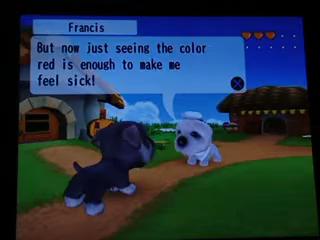 Francis
But now just seeing the color
red is enough to make me
feel sick!